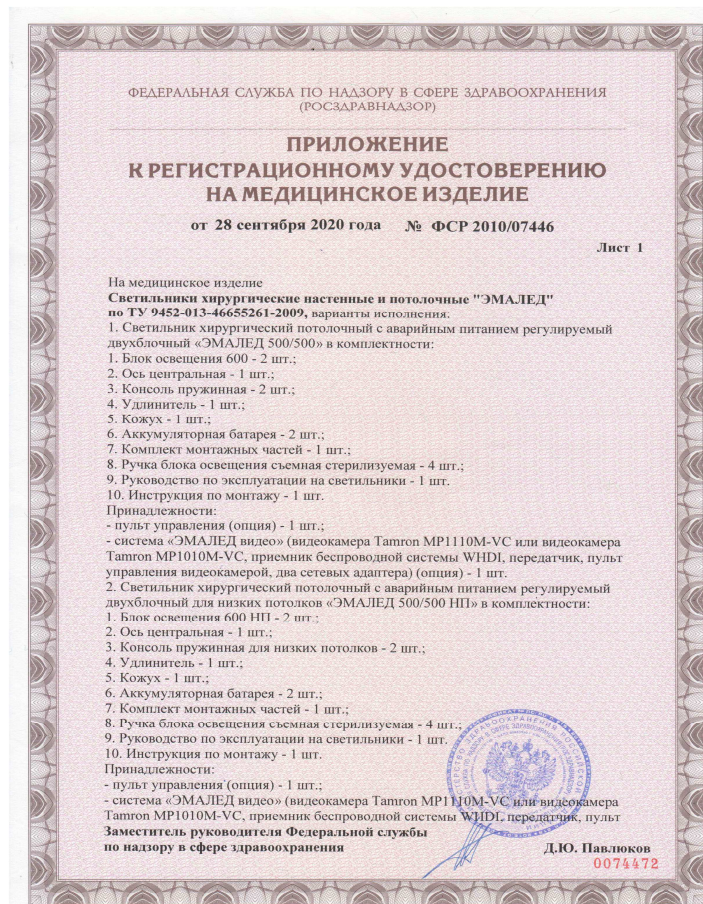 ФЕДЕРАЛЬНАЯ СЛУЖБА ПО НАДЗОРУ В СФЕРЕ ЗДРАВООХРАНЕНИЯ
(РОСЗДРАВНАДЗОР)
ПРИЛОЖЕНИЕ
К РЕГИСТРАЦИОННОМУ УДОСТОВЕРЕНИЮ
НА МЕДИЦИНСКОЕ ИЗДЕЛИЕ
от 28 сентября 2020 года № ФСР 2010/07446
Лист 1
На медицинское изделие
Светильники хирургические настенные и потолочные "ЭМАЛЕД"
по ТУ 9452-013-46655261-2009, варианты исполнения:
1. Светильник хирургический потолочный с аварийным питанием регулируемый
двухблочный «ЭМАЛЕД 500/500» в комплектности:
1. Блок освещения 600 - 2 шт.;
2. Ось центральная - 1 шт.;
3. Консоль пружинная - 2 шт.;
4. Удлинитель - 1 шт.;
5. Кожух - 1 шт.;
6. Аккумуляторная батарея - 2 шт.;
7. Комплект монтажных частей - 1 шт.;
8. Ручка блока освещения съемная стерилизуемая - 4 шт.;
9. Руководство по эксплуатации на светильники - 1 шт.
10. Инструкция по монтажу - 1 шт.
Принадлежности:
- пульт управления (опция) - 1 шт.;
- система «ЭМАЛЕД видео» (видеокамера Tamron MP1110M-VC или видеокамера
Tamron MP1010M-VC, приемник беспроводной системы WHDI, передатчик, пульт
управления видеокамерой, два сетевых адаптера) (опция) - 1 шт.
2. Светильник хирургический потолочный с аварийным питанием регулируемый
двухблочный для низких потолков «ЭМАЛЕД 500/500 НП» в комплектности:
1. Блок освещения 600 НП - 2 шт.;
2. Ось центральная - 1 шт.;
3. Консоль пружинная для низких потолков - 2 шт.;
4. Удлинитель - 1 шт.;
5. Кожух - 1 шт.;
6. Аккумуляторная батарея - 2 шт.;
7. Комплект монтажных частей - 1 шт.;
8. Ручка блока освещения съемная стерилизуемая - 4 шт.;
9. Руководство по эксплуатации на светильники - 1 шт.
10. Инструкция по монтажу - 1 шт.
Принадлежности:
- пульт управления (опция) - 1 шт.;
- система «ЭМАЛЕД видео» (видеокамера Tamron MP1110M-VC или видеокамера
Tamron MP1010M-VC, приемник беспроводной системы WHDI, передатчик, пульт
Заместитель руководителя Федеральной службы
по надзору в сфере здравоохранения Д.Ю. Павлюков
0074472